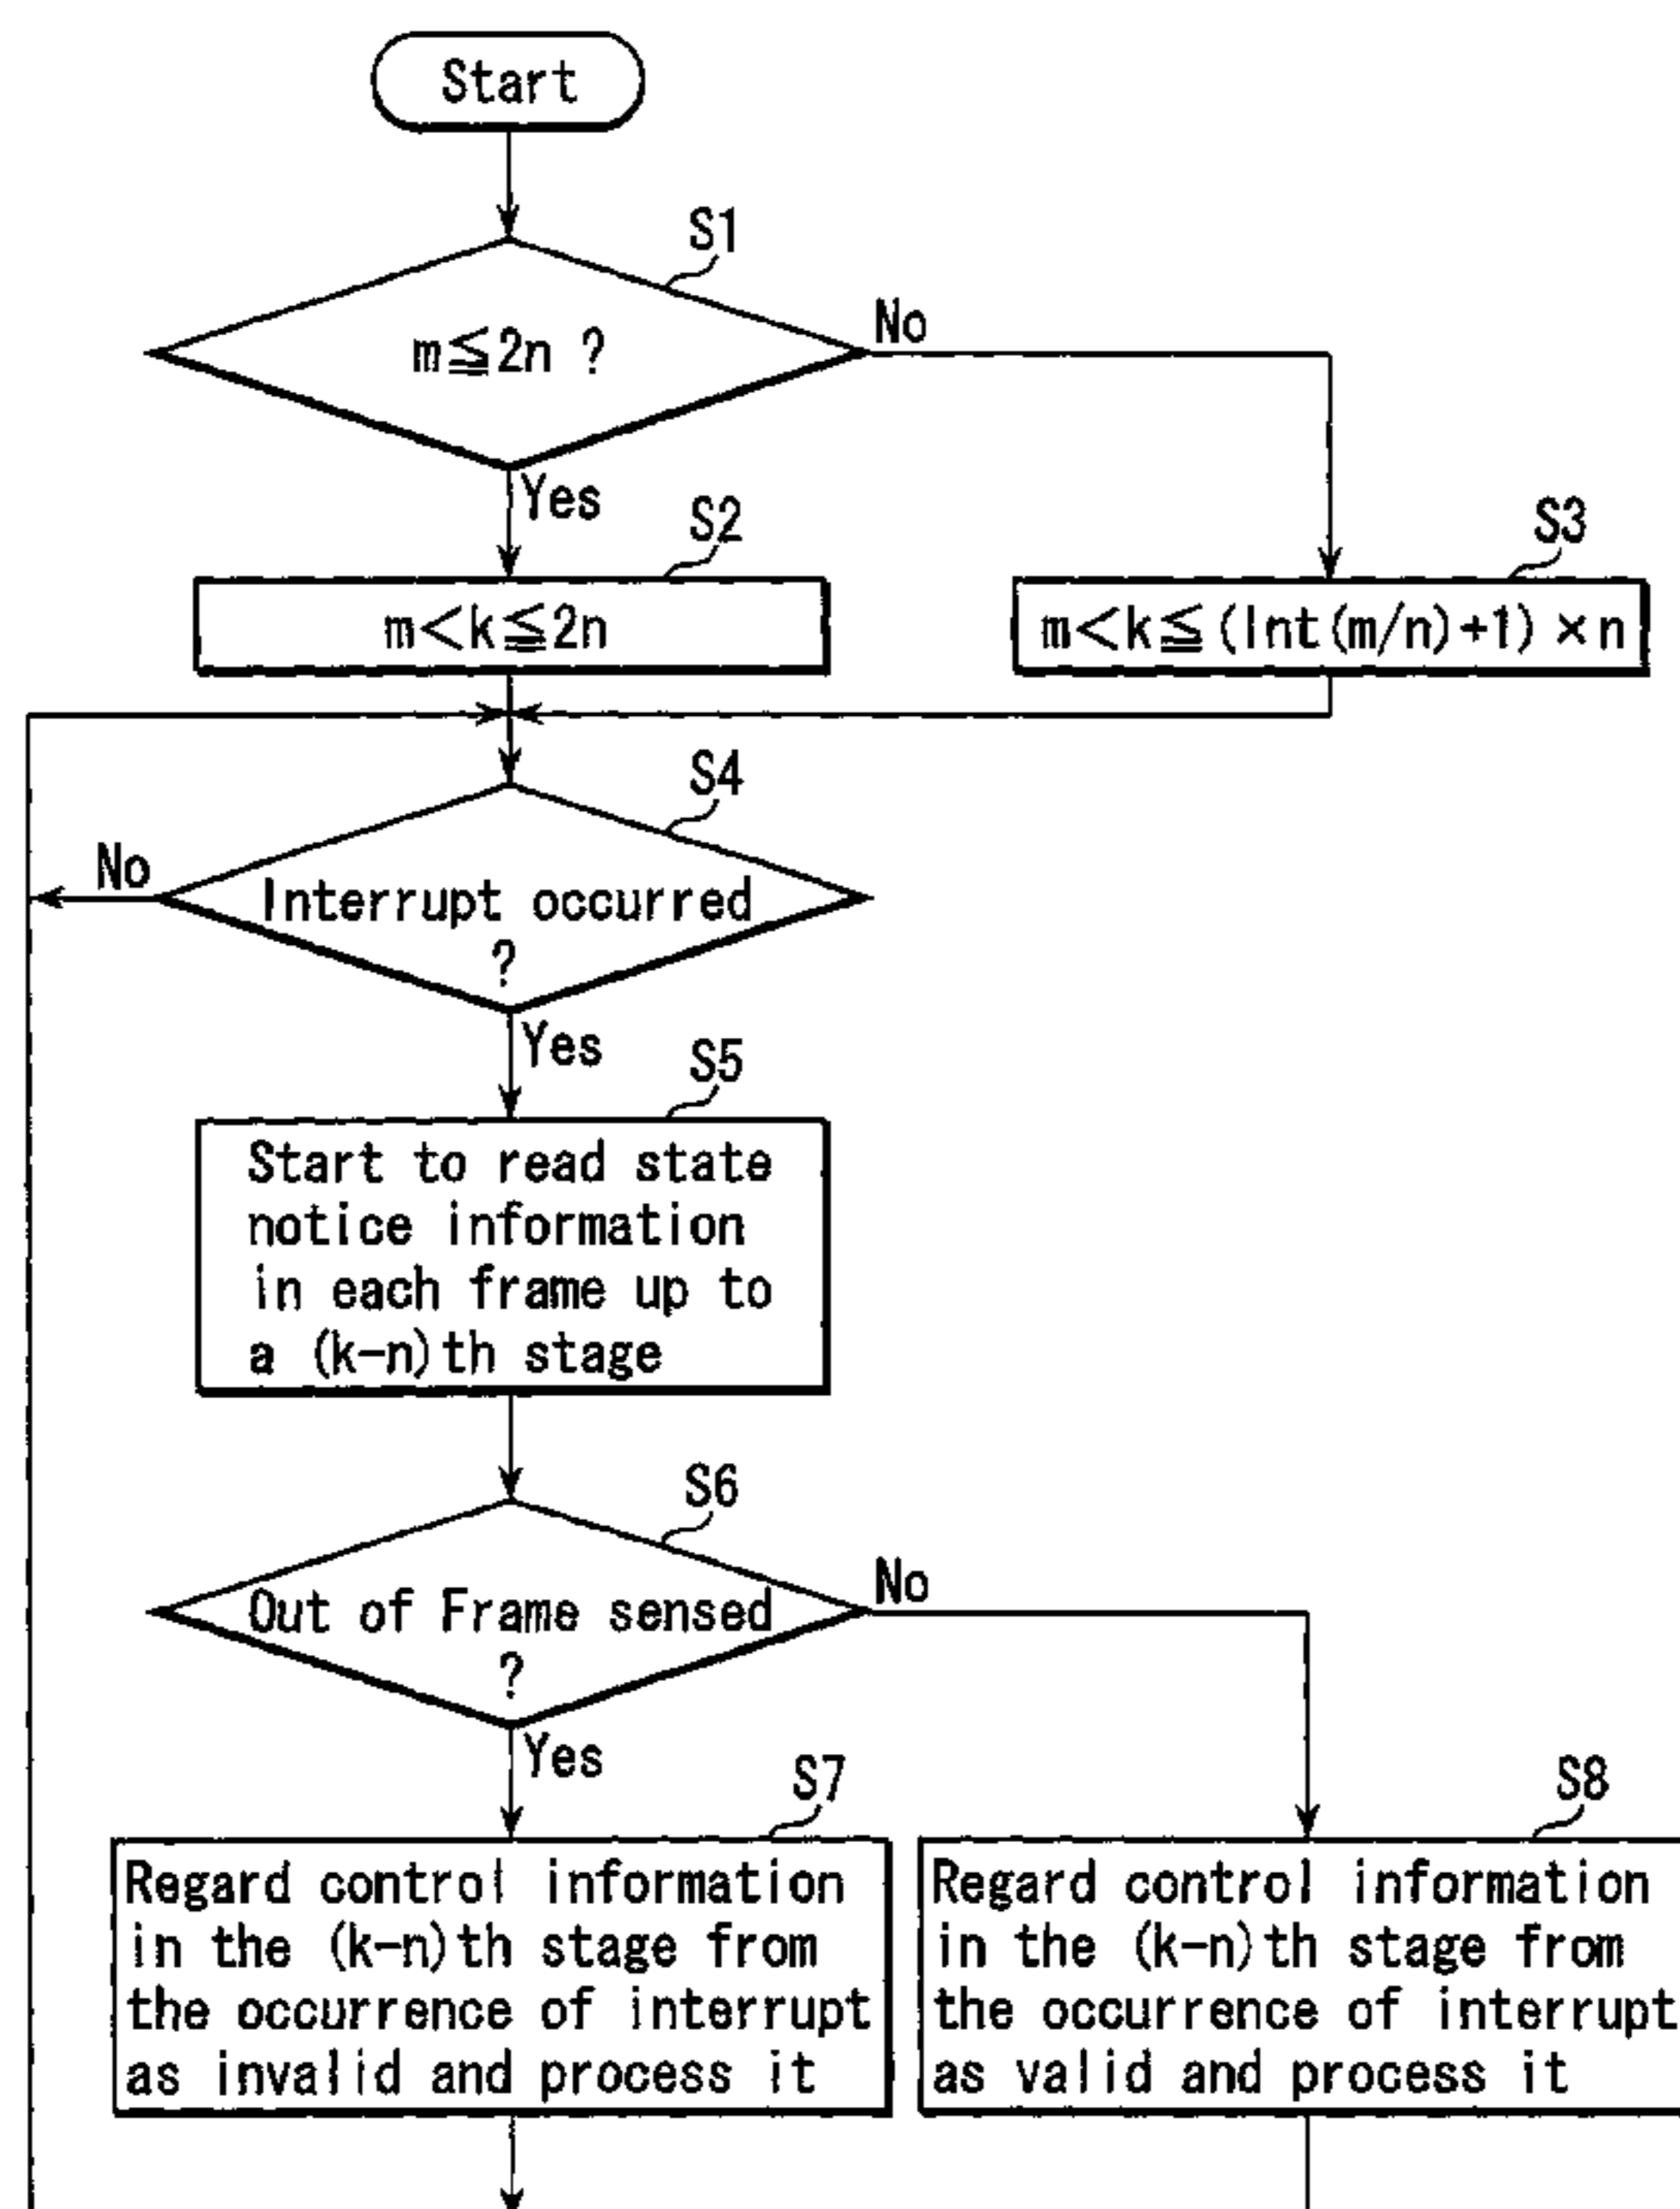 Start
S1
m≦2n ?
No
Yes
S2
m<k≦2n
S3
m<k≦(Int(m/n)+1)×n
S4
No
Interrupt occurred
?
Yes
S5
Start to read state
notice information
in each frame up to
a (k-n)th stage
S6
Out of Frame sensed
?
No
Yes
S7
Regard control information
in the (k-n)th stage from
the occurrence of interrupt
as invalid and process it
S8
Regard control information
in the (k-n)th stage from
the occurrence of interrupt
as valid and process it